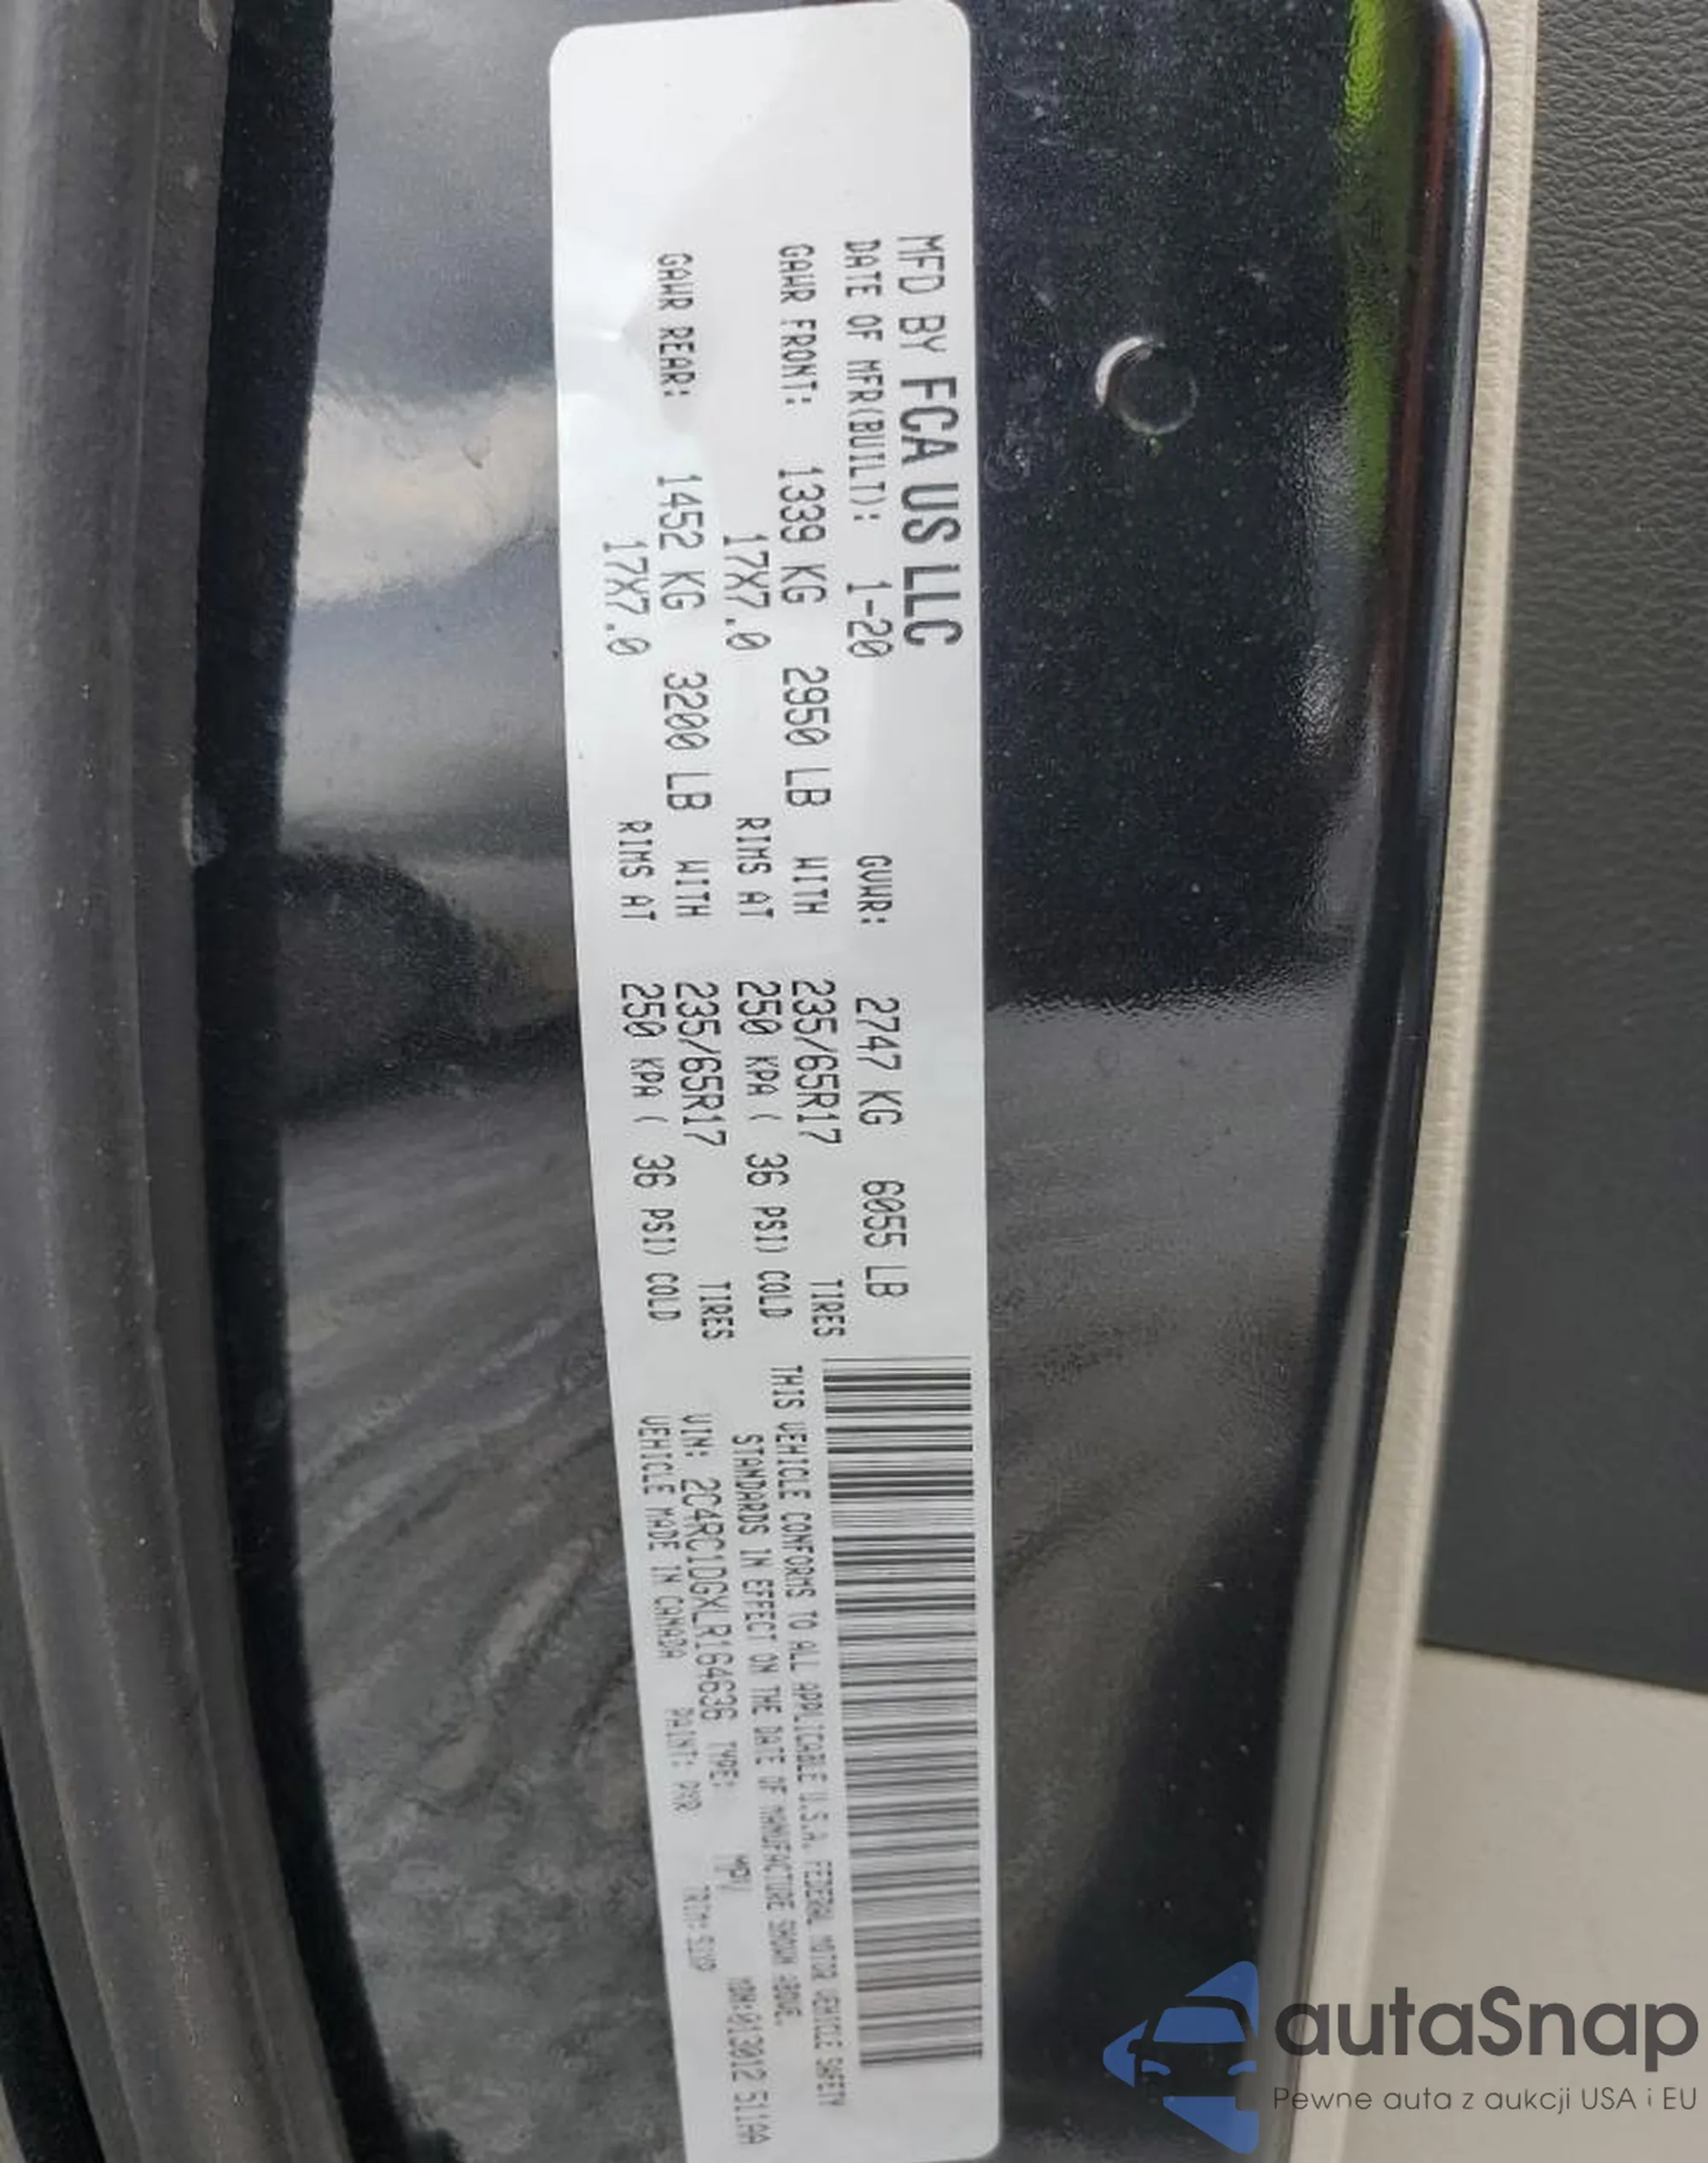 MFD BY FCA US LLC
DATE OF MFR(BUILT): 1-20 GVWR: 2747 KG 6055 LB
GAWR FRONT: 1339 KG 2950 LB WITH 235/65R17 TIRES
17X7.0 RIMS AT 250 KPA ( 36 PSI) COLD
GAWR REAR: 1452 KG 3200 LB WITH 235/65R17 TIRES
17X7.0 RIMS AT 250 KPA ( 36 PSI) COLD
THIS VEHICLE CONFORMS TO ALL APPLICABLE U.S.A. FEDERAL MOTOR VEHICLE SAFETY
STANDARDS IN EFFECT ON THE DATE OF MANUFACTURE SHOWN ABOVE.
VIN: 2C4RC1DGXLR164636 TYPE: MPV MDH:013012 511AA
VEHICLE MADE IN CANADA PAINT: PXR TRIM:
autaSnap
Pewne auta z aukcji USA i EU